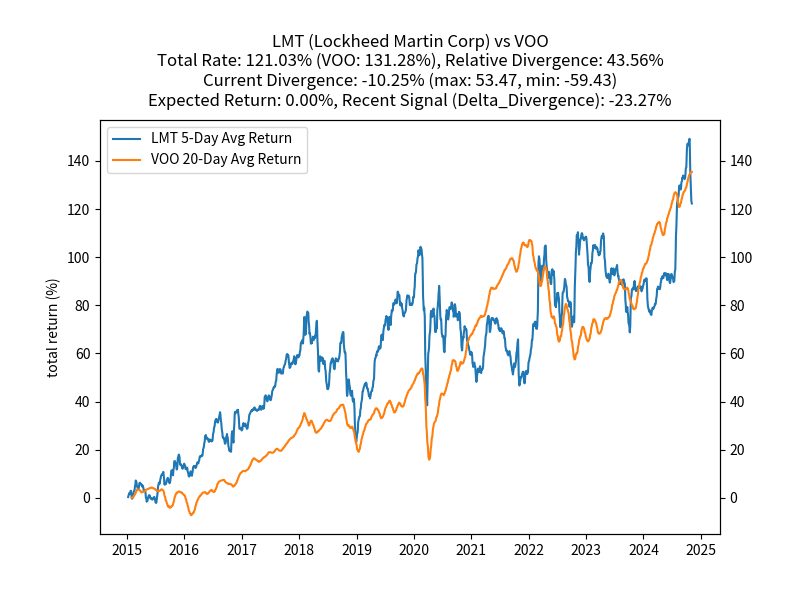 LMT (Lockheed Martin Corp) vs VOO
Total Rate: 121.03% (VOO: 131.28%), Relative Divergence: 43.56%
Current Divergence: -10.25% (max: 53.47, min: -59.43)
Expected Return: 0.00%, Recent Signal (Delta_Divergence): -23.27%
LMT 5-Day Avg Return
VOO 20-Day Avg Return
total return (%)
140 140
120 120
100 100
80 80
60 60
40 40
20 20
0 0
2015 2016 2017 2018 2019 2020 2021 2022 2023 2024 2025